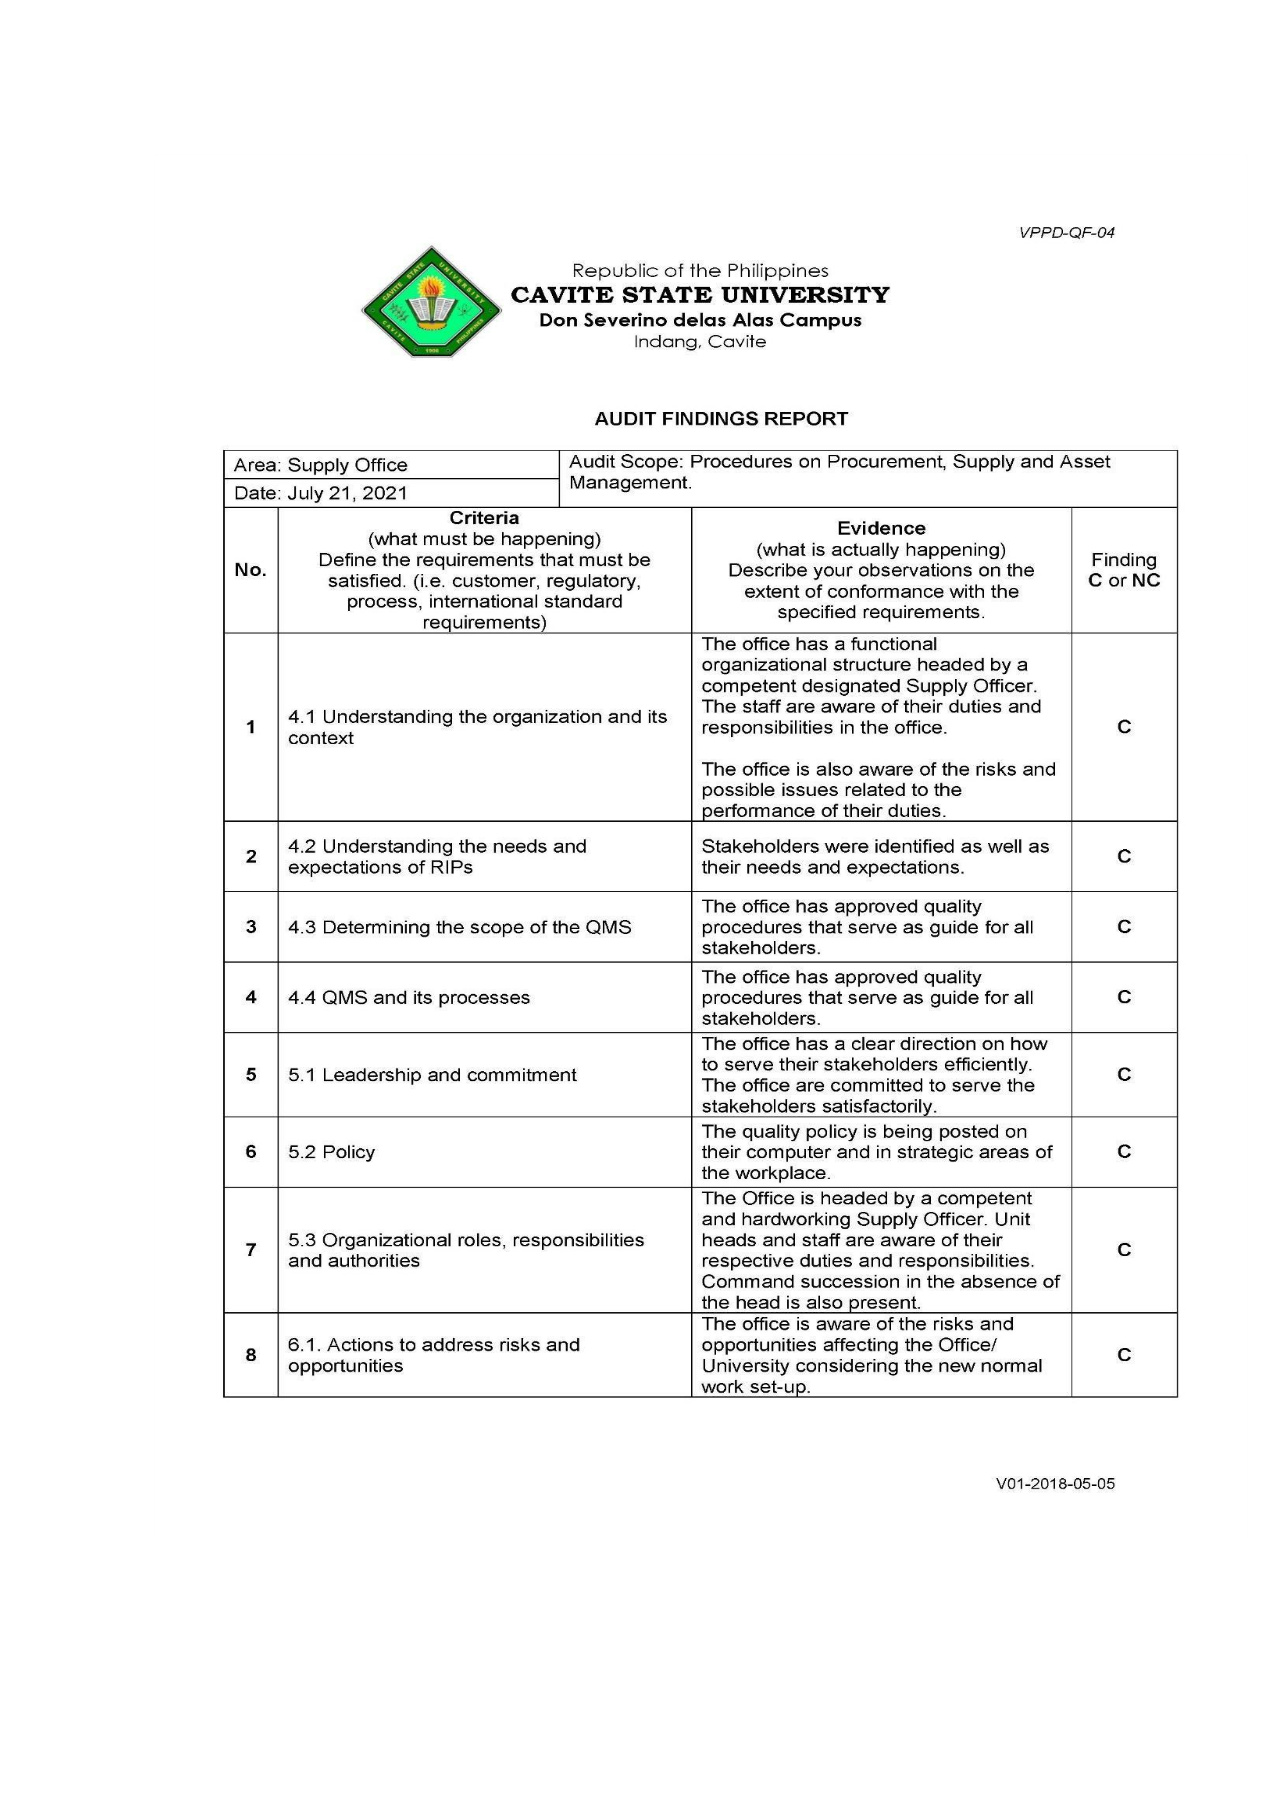 VPPD-QF-04
CAVITE STATE UNIVERSITY
CAVITE
PHILIPPINES
1906
Republic of the Philippines
CAVITE STATE UNIVERSITY
Don Severino delas Alas Campus
Indang, Cavite
AUDIT FINDINGS REPORT
Area: Supply Office
Date: July 21, 2021
Audit Scope: Procedures on Procurement, Supply and Asset
Management.
No.
Criteria
(what must be happening)
Define the requirements that must be
satisfied. (i.e. customer, regulatory,
process, international standard
requirements)
Evidence
(what is actually happening)
Describe your observations on the
extent of conformance with the
specified requirements.
Finding
C or NC
1
4.1 Understanding the organization and its
context
The office has a functional
organizational structure headed by a
competent designated Supply Officer.
The staff are aware of their duties and
responsibilities in the office.
The office is also aware of the risks and
possible issues related to the
performance of their duties.
C
2
4.2 Understanding the needs and
expectations of RIPs
Stakeholders were identified as well as
their needs and expectations.
C
3
4.3 Determining the scope of the QMS
The office has approved quality
procedures that serve as guide for all
stakeholders.
C
4
4.4 QMS and its processes
The office has approved quality
procedures that serve as guide for all
stakeholders.
C
5
5.1 Leadership and commitment
The office has a clear direction on how
to serve their stakeholders efficiently.
The office are committed to serve the
stakeholders satisfactorily.
C
6
5.2 Policy
The quality policy is being posted on
their computer and in strategic areas of
the workplace.
C
7
5.3 Organizational roles, responsibilities
and authorities
The Office is headed by a competent
and hardworking Supply Officer. Unit
heads and staff are aware of their
respective duties and responsibilities.
Command succession in the absence of
the head is also present.
C
8
6.1. Actions to address risks and
opportunities
The office is aware of the risks and
opportunities affecting the Office/
University considering the new normal
work set-up.
C
V01-2018-05-05